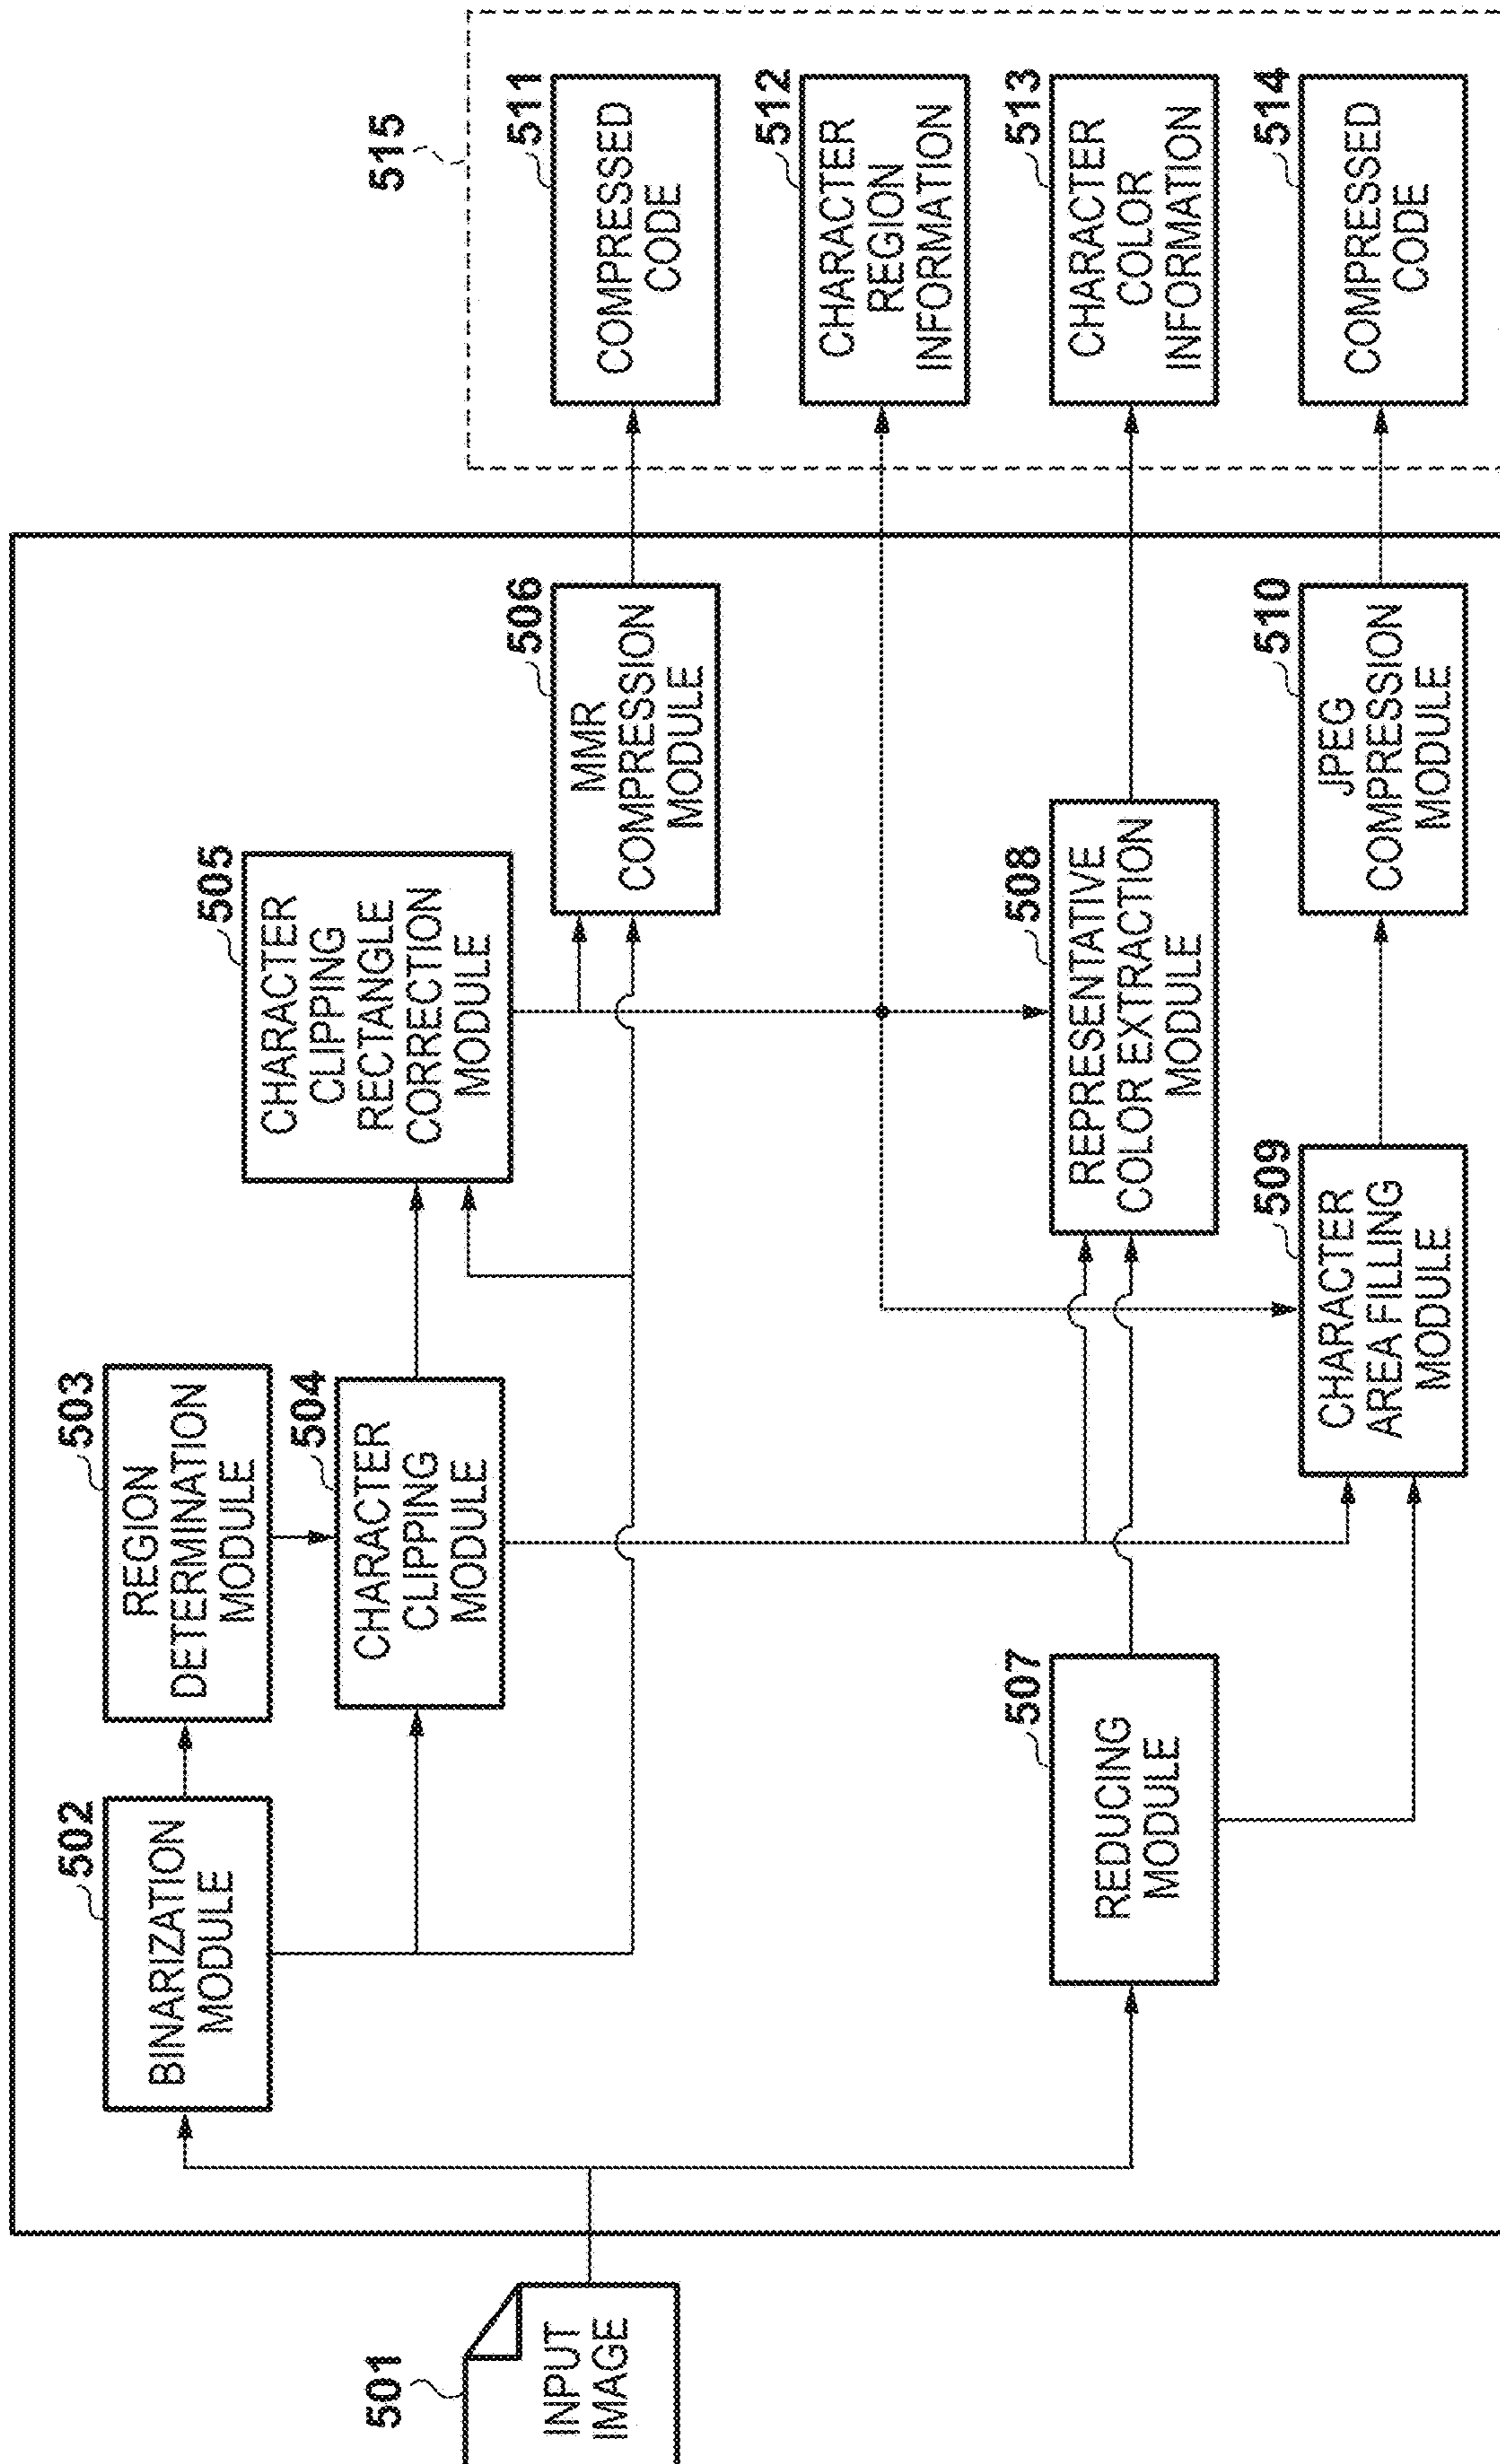 501
INPUT
IMAGE
502
BINARIZATION
MODULE
503
REGION
DETERMINATION
MODULE
504
CHARACTER
CLIPPING
MODULE
505
CHARACTER
CLIPPING
RECTANGLE
CORRECTION
MODULE
506
MMR
COMPRESSION
MODULE
507
REDUCING
MODULE
508
REPRESENTATIVE
COLOR EXTRACTION
MODULE
509
CHARACTER
AREA FILLING
MODULE
510
JPEG
COMPRESSION
MODULE
515
511
COMPRESSED
CODE
512
CHARACTER
REGION
INFORMATION
513
CHARACTER
COLOR
INFORMATION
514
COMPRESSED
CODE